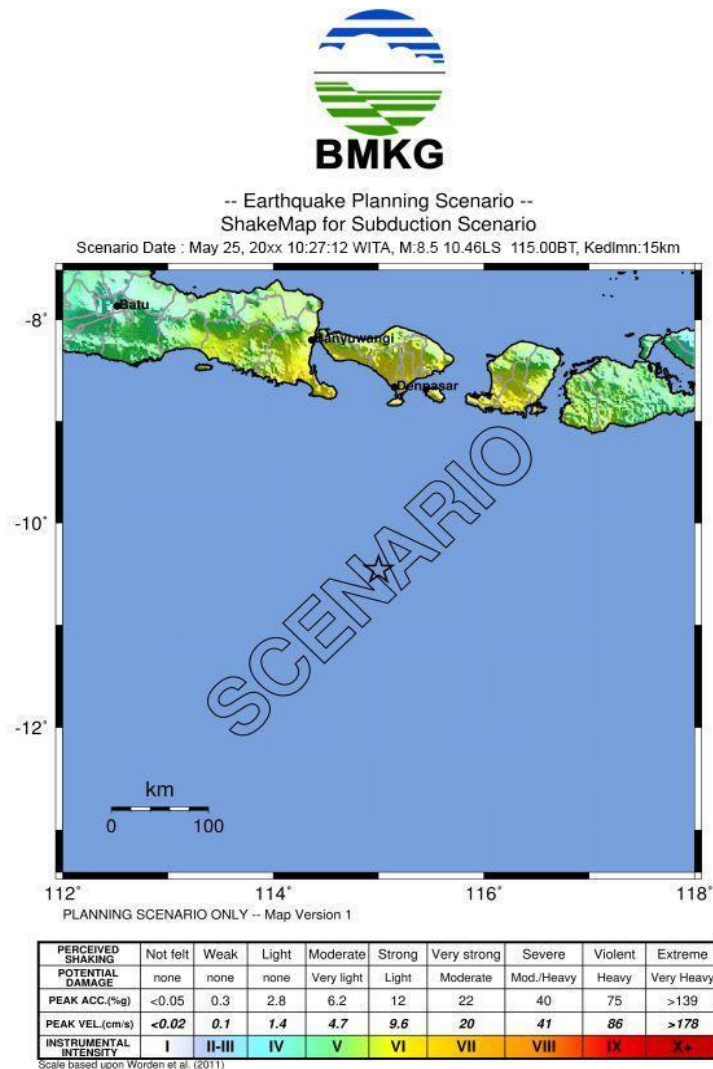 BMKG
-- Earthquake Planning Scenario --
ShakeMap for Subduction Scenario
Scenario Date : May 25, 20xx 10:27:12 WITA, M:8.5 10.46LS 115.00BT, Kedlmn:15km
Batu
-8˚
Banyuwangi
Denpasar
-10˚
SCENARIO
-12˚
km
0 100
112˚ 114˚ 116˚ 118˚
PLANNING SCENARIO ONLY -- Map Version 1
PERCEIVED SHAKING Not felt Weak Light Moderate Strong Very strong Severe Violent Extreme
POTENTIAL DAMAGE none none none Very light Light Moderate Mod./Heavy Heavy Very Heavy
PEAK ACC.(%g) <0.05 0.3 2.8 6.2 12 22 40 75 >139
PEAK VEL.(cm/s) <0.02 0.1 1.4 4.7 9.6 20 41 86 >178
INSTRUMENTAL INTENSITY I II-III IV V VI VII VIII IX X+
Scale based upon Worden et al. (2011)